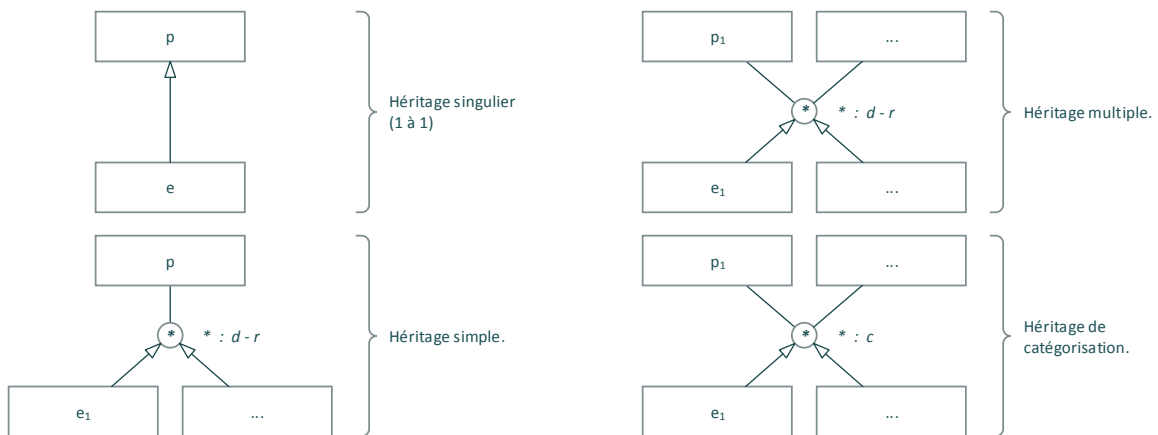 p
Héritage singulier
(1 à 1)
e
p₁
...
*
* : d - r
Héritage multiple.
e₁
...
p
*
* : d - r
Héritage simple.
e₁
...
p₁
...
*
* : c
Héritage de
catégorisation.
e₁
...